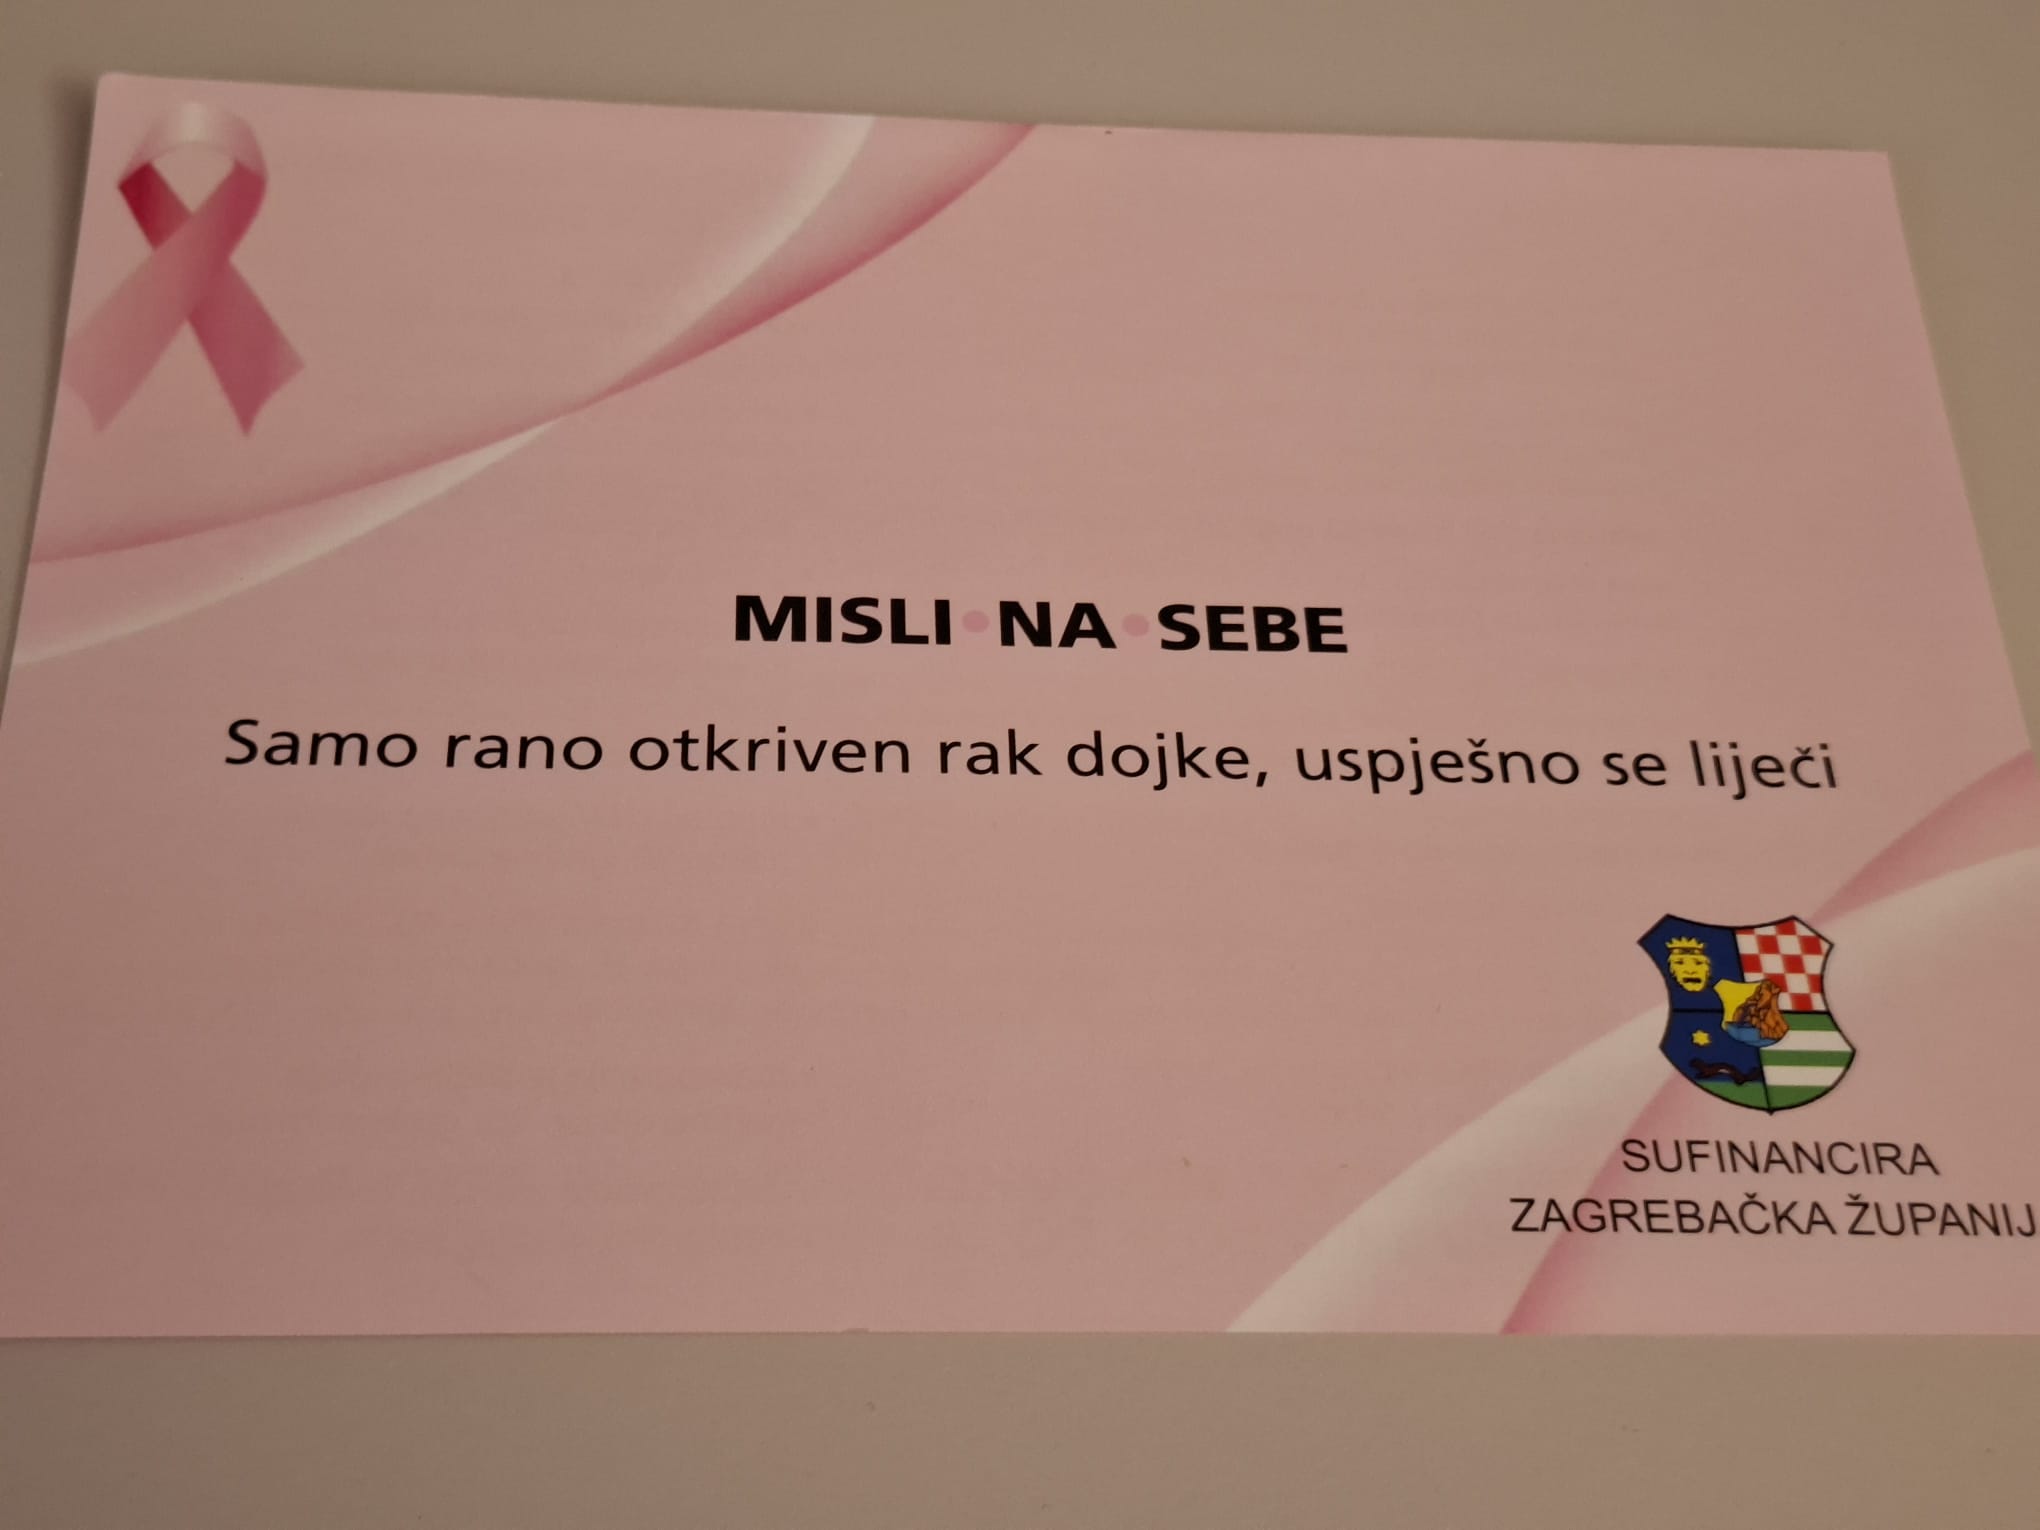 MISLI•NA•SEBE
Samo rano otkriven rak dojke, uspješno se liječi
SUFINANCIRA
ZAGREBAČKA ŽUPANIJ